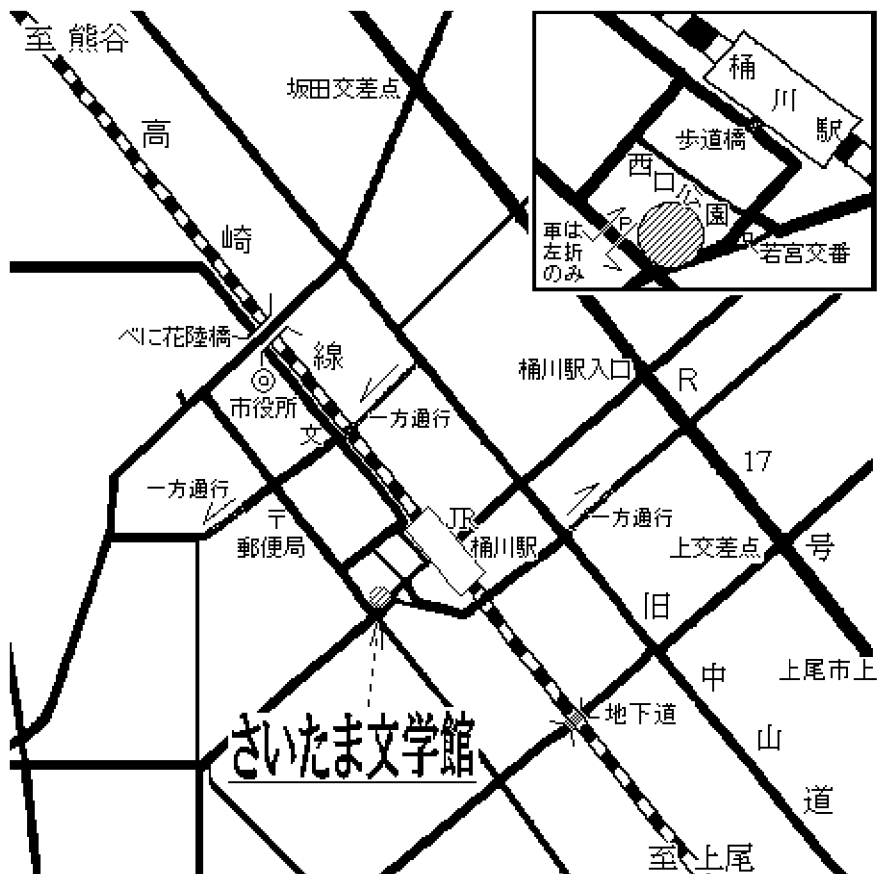 至 熊谷
坂田交差点
高
崎
線
べに花陸橋
市役所
文
一方通行
一方通行
〒
郵便局
JR
桶川駅
桶川駅入口
R
17
号
一方通行
上交差点
旧
中
山
道
上尾市上
地下道
さいたま文学館
至 上尾
桶
川
駅
歩道橋
西口公園
P
車は
左折
のみ
若宮交番